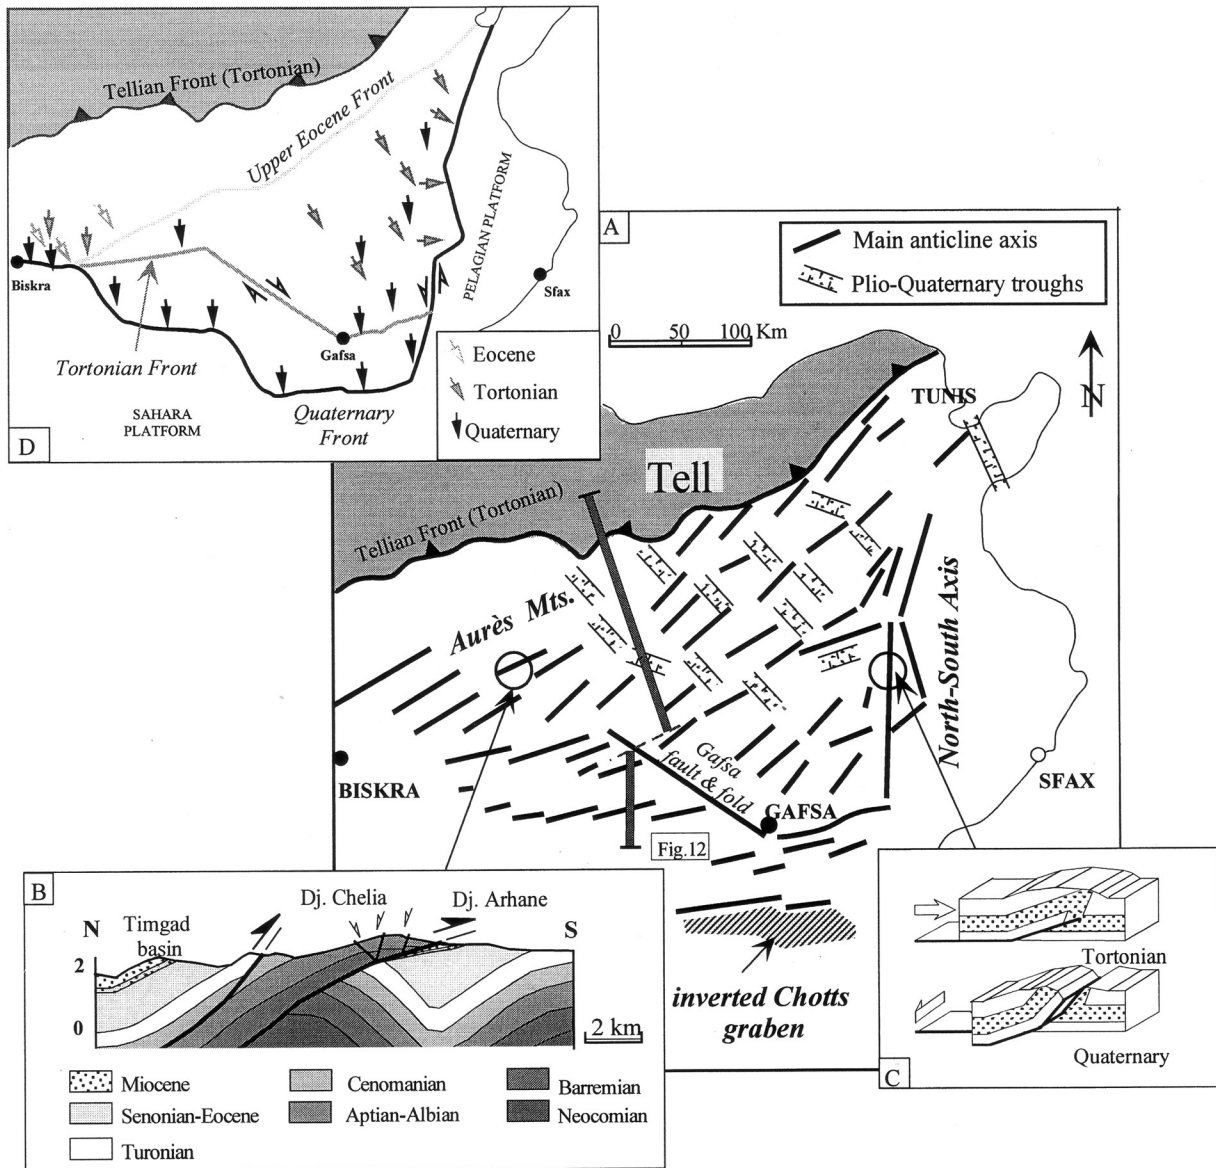 Tellian Front (Tortonian)
Upper Eocene Front
PELAGIAN PLATFORM
Biskra
Sfax
Gafsa
Tortonian Front
SAHARA
PLATFORM
Quaternary
Front
Eocene
Tortonian
Quaternary
D
A
Main anticline axis
Plio-Quaternary troughs
0 50 100 Km
N
TUNIS
Tell
Tellian Front (Tortonian)
Aurès Mts.
North-South Axis
BISKRA
SFAX
Gafsa
fault & fold
GAFSA
Fig.12
inverted Chotts
graben
B
N
Timgad
basin
Dj. Chelia
Dj. Arhane
S
2
0
2 km
Miocene
Senonian-Eocene
Turonian
Cenomanian
Aptian-Albian
Barremian
Neocomian
Tortonian
Quaternary
C